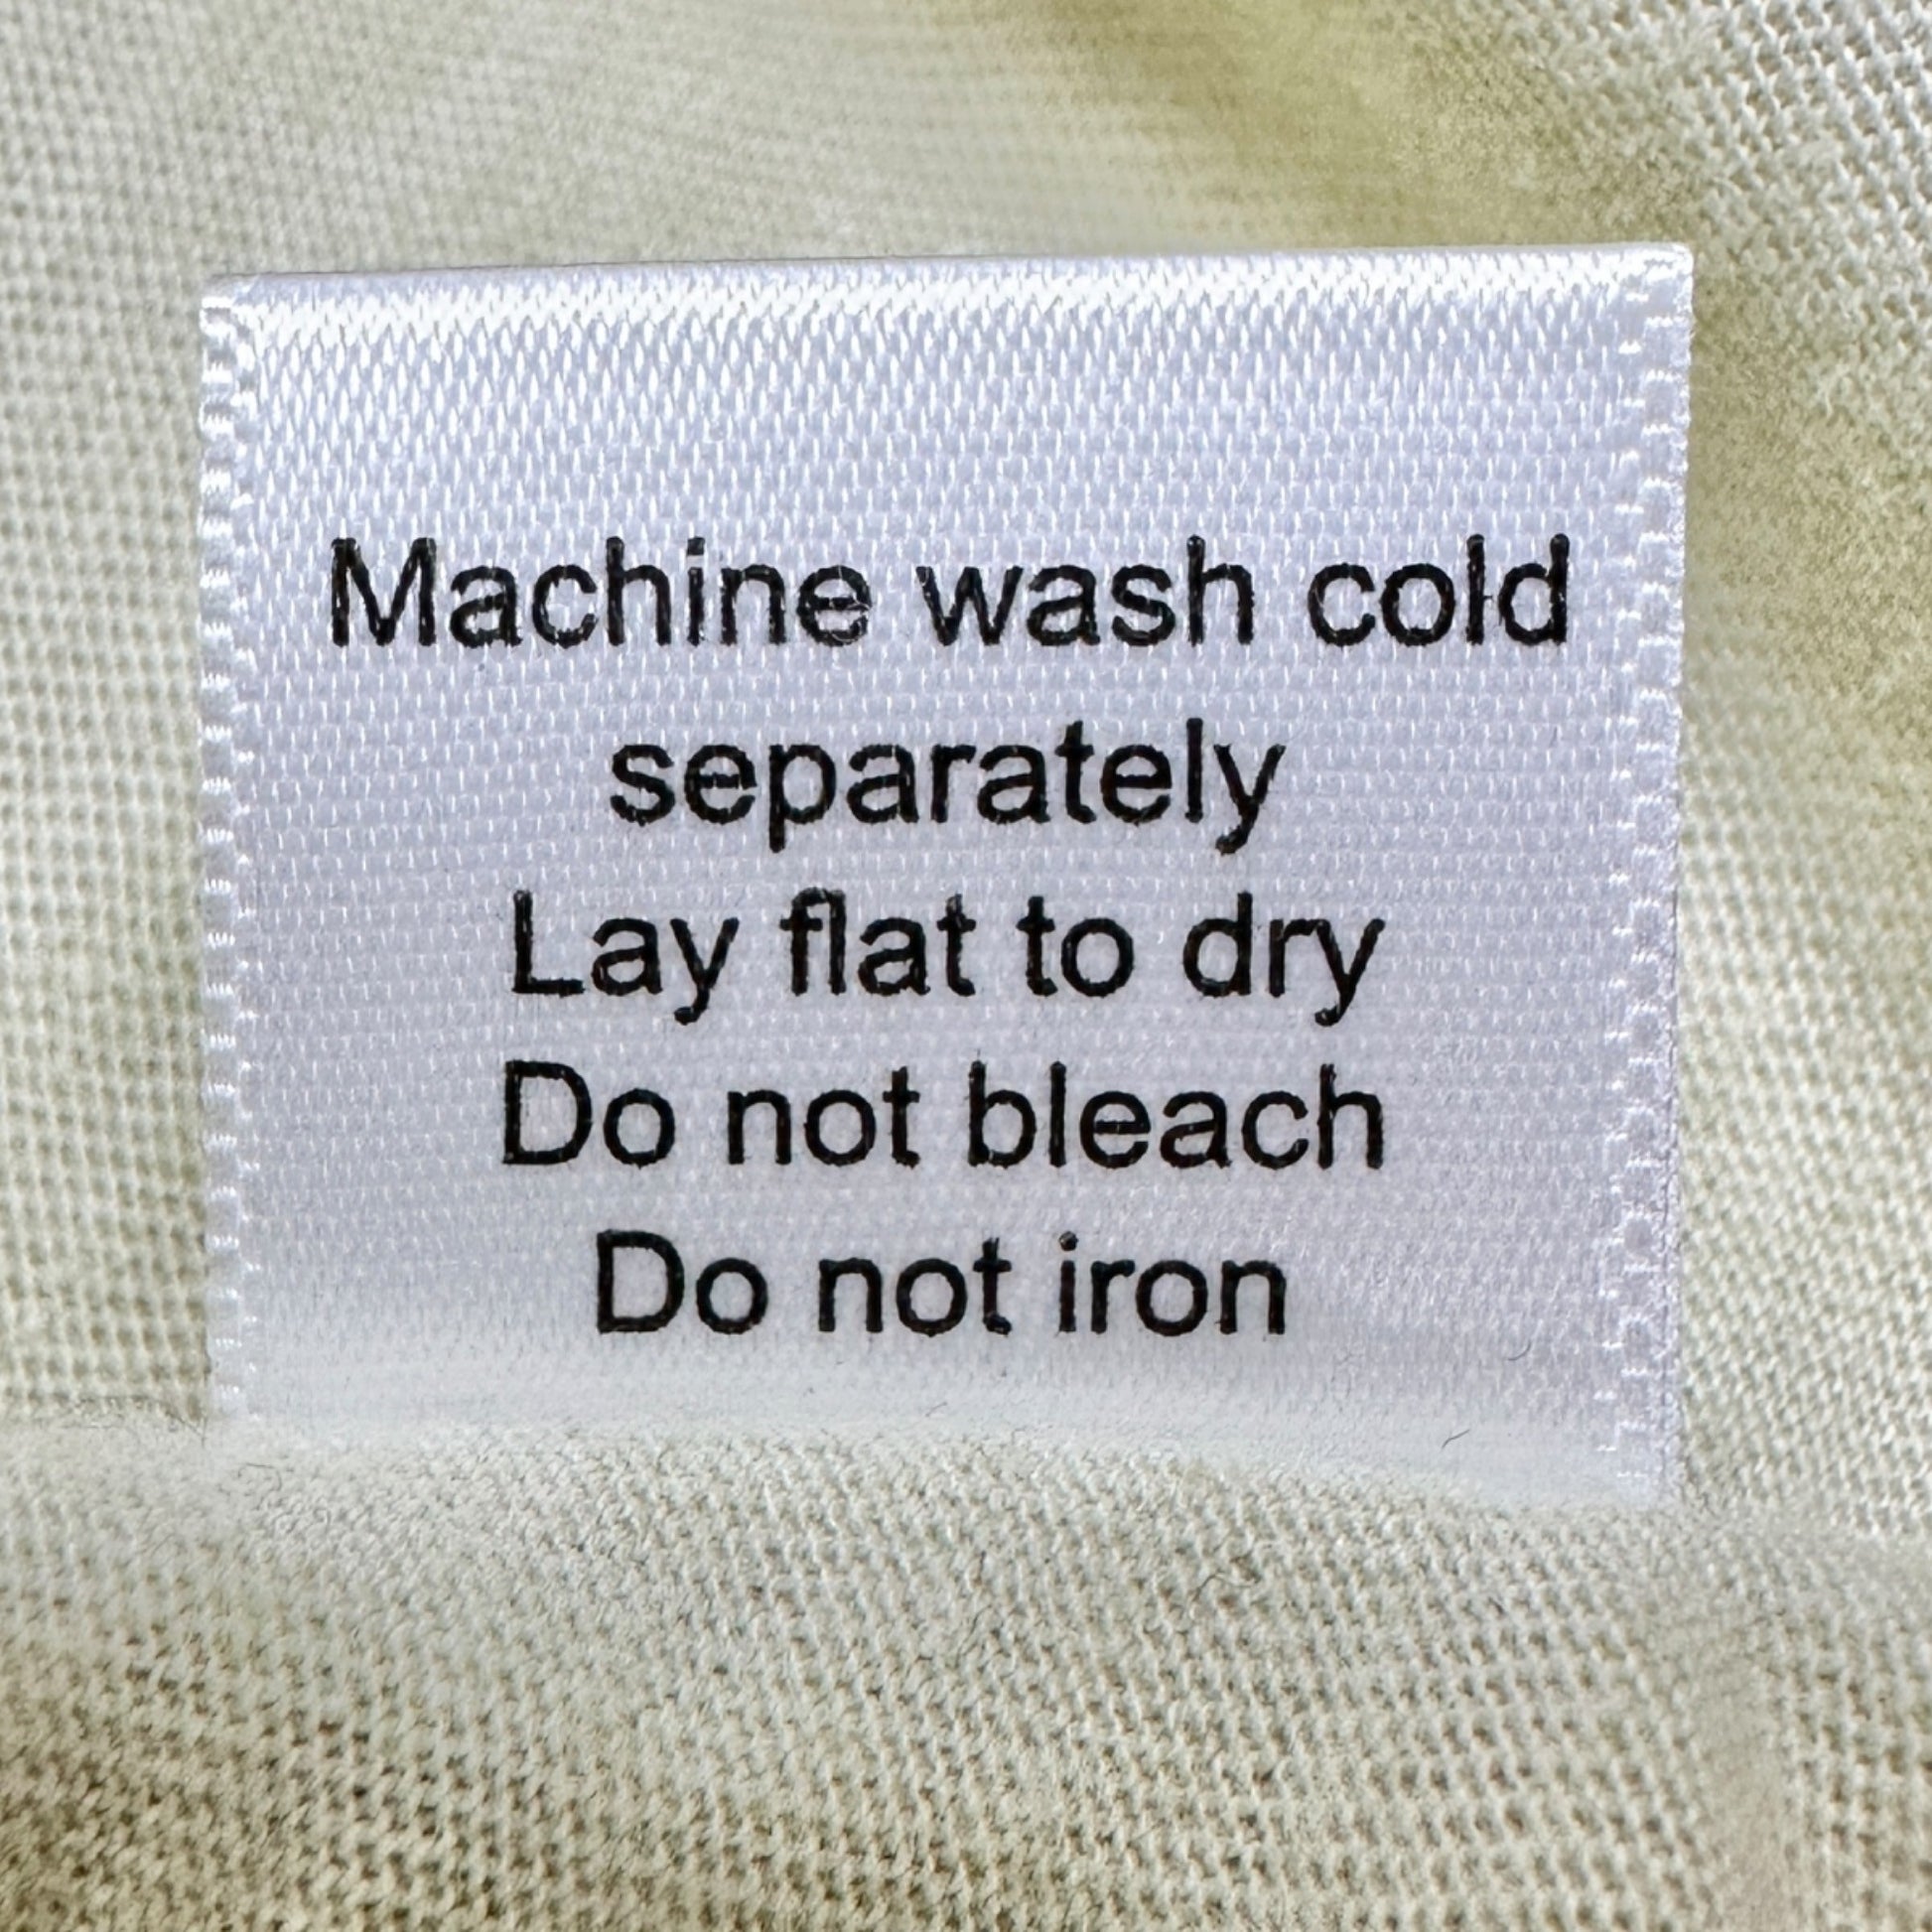 Machine wash cold
separately
Lay flat to dry
Do not bleach
Do not iron